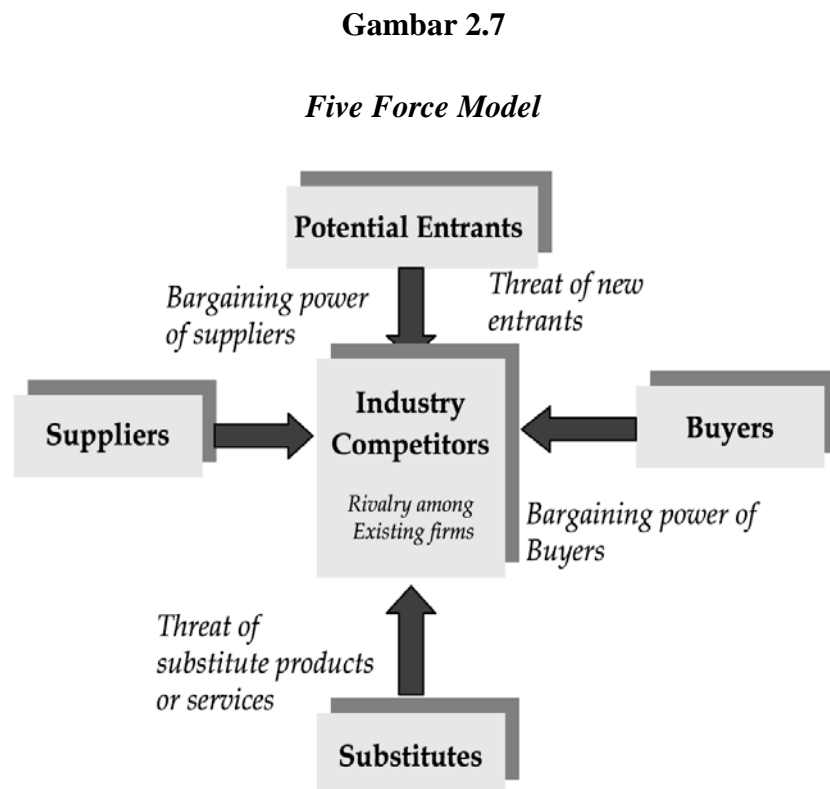 Gambar 2.7
Five Force Model
Potential Entrants
Bargaining power
of suppliers
Threat of new
entrants
Suppliers
Industry
Competitors
Rivalry among
Existing firms
Buyers
Bargaining power of
Buyers
Threat of
substitute products
or services
Substitutes